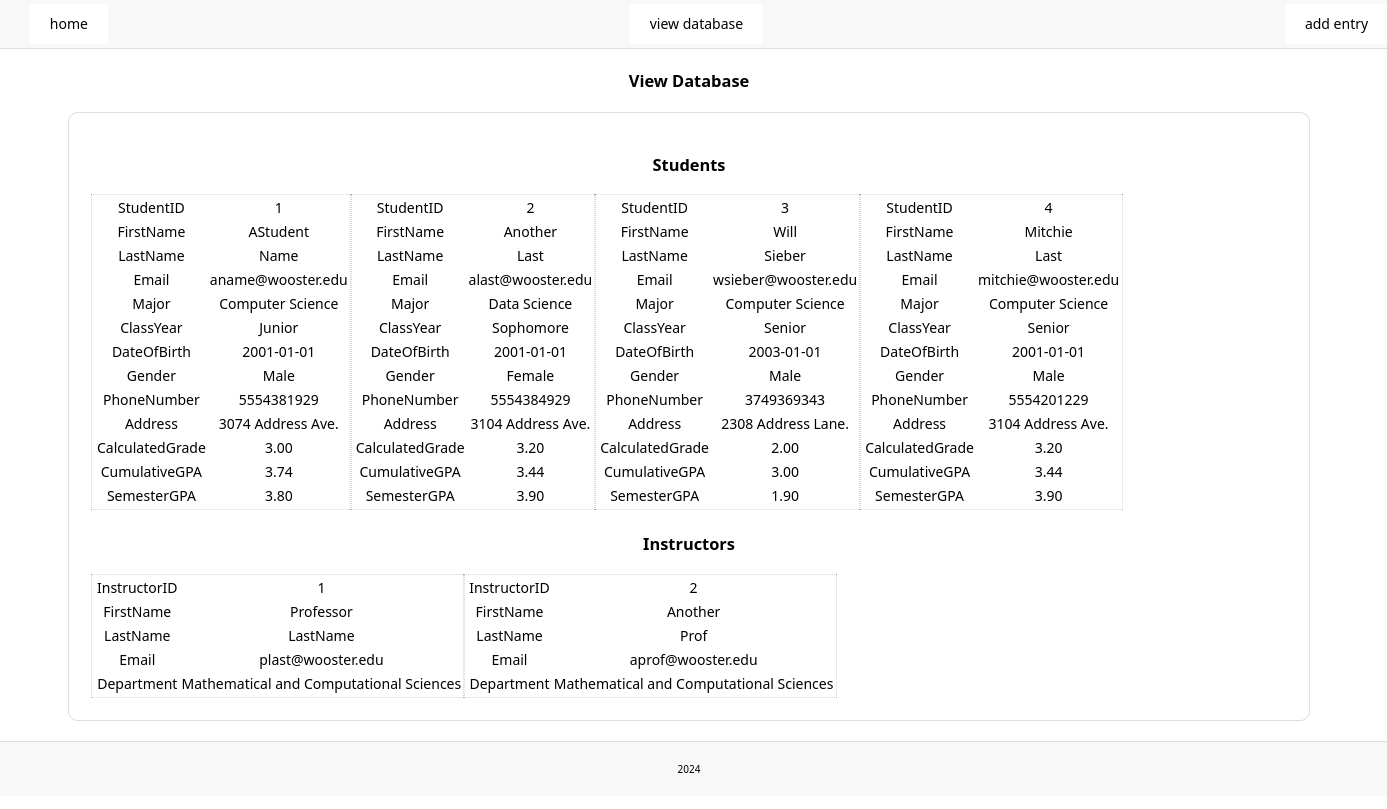 home view database add entry
View Database
Students
StudentID 1 StudentID 2 StudentID 3 StudentID 4
FirstName AStudent FirstName Another FirstName Will FirstName Mitchie
LastName Name LastName Last LastName Sieber LastName Last
Email aname@wooster.edu Email alast@wooster.edu Email wsieber@wooster.edu Email mitchie@wooster.edu
Major Computer Science Major Data Science Major Computer Science Major Computer Science
ClassYear Junior ClassYear Sophomore ClassYear Senior ClassYear Senior
DateOfBirth 2001-01-01 DateOfBirth 2001-01-01 DateOfBirth 2003-01-01 DateOfBirth 2001-01-01
Gender Male Gender Female Gender Male Gender Male
PhoneNumber 5554381929 PhoneNumber 5554384929 PhoneNumber 3749369343 PhoneNumber 5554201229
Address 3074 Address Ave. Address 3104 Address Ave. Address 2308 Address Lane. Address 3104 Address Ave.
CalculatedGrade 3.00 CalculatedGrade 3.20 CalculatedGrade 2.00 CalculatedGrade 3.20
CumulativeGPA 3.74 CumulativeGPA 3.44 CumulativeGPA 3.00 CumulativeGPA 3.44
SemesterGPA 3.80 SemesterGPA 3.90 SemesterGPA 1.90 SemesterGPA 3.90
Instructors
InstructorID 1 InstructorID 2
FirstName Professor FirstName Another
LastName LastName LastName Prof
Email plast@wooster.edu Email aprof@wooster.edu
Department Mathematical and Computational Sciences Department Mathematical and Computational Sciences
2024